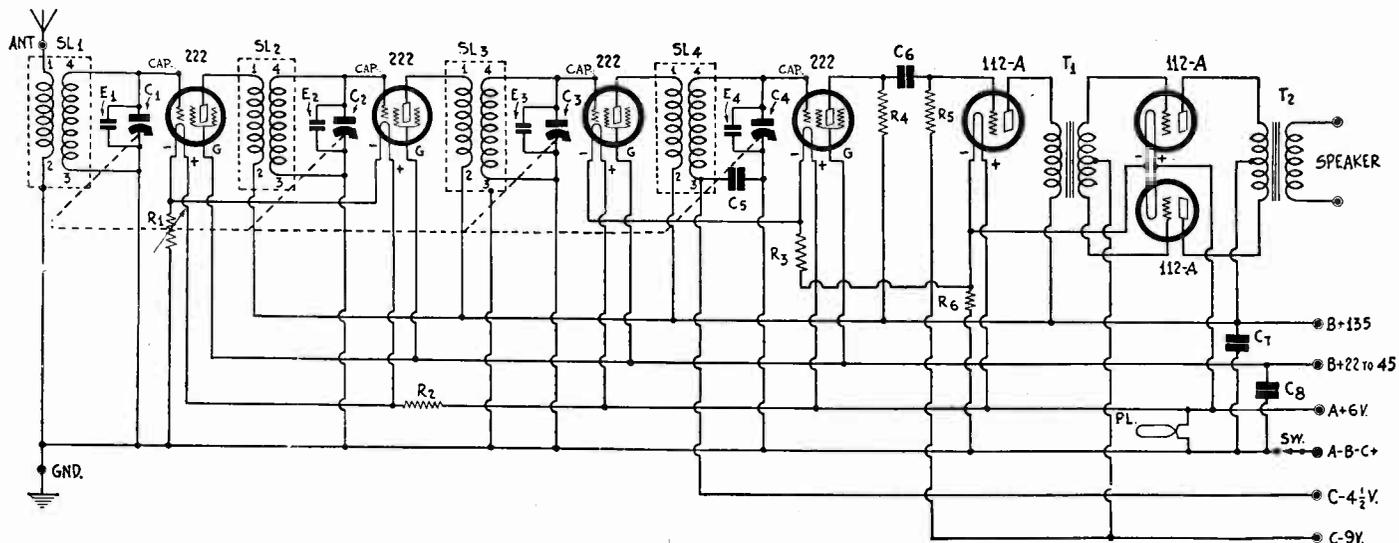 ANT
SL1
1 4
2 3
E1
C1
CAP.
222
- +
G
R1
SL2
1 4
2 3
E2
C2
CAP.
222
- +
G
SL3
1 4
2 3
E3
C3
CAP.
222
- +
G
SL4
1 4
2 3
E4
C4
C5
CAP.
222
- +
G
R3
R4
C6
R5
112-A
- +
R6
T1
112-A
- +
112-A
T2
SPEAKER
R2
C7
C8
PL.
SW.
GND.
B+135
B+22 TO 45
A+6V.
A-B-C+
C-4½V.
C-9V.